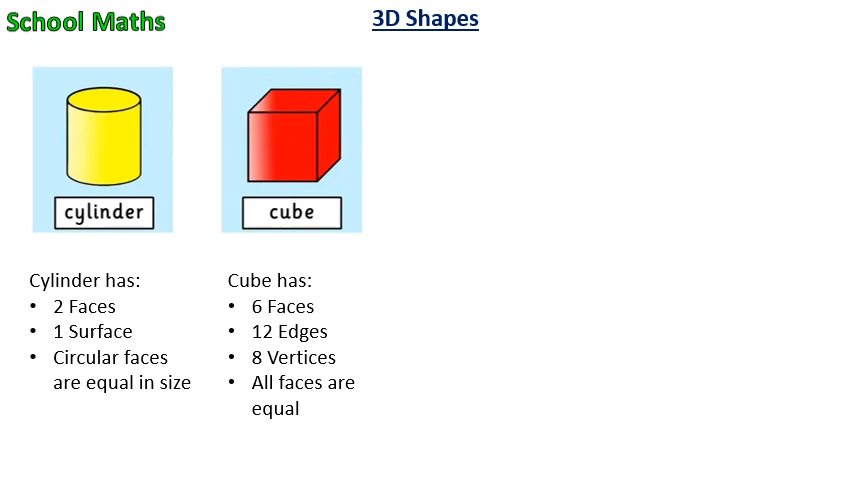 School Maths
3D Shapes
cylinder
cube
Cylinder has:
• 2 Faces
• 1 Surface
• Circular faces
are equal in size
Cube has:
• 6 Faces
• 12 Edges
• 8 Vertices
• All faces are
equal